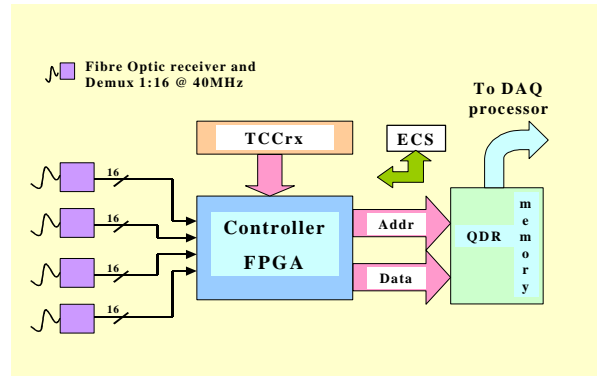 Fibre Optic receiver and
Demux 1:16 @ 40MHz
To DAQ
processor
TCCrx
ECS
16
16
16
16
Controller
FPGA
Addr
Data
QDR
memory